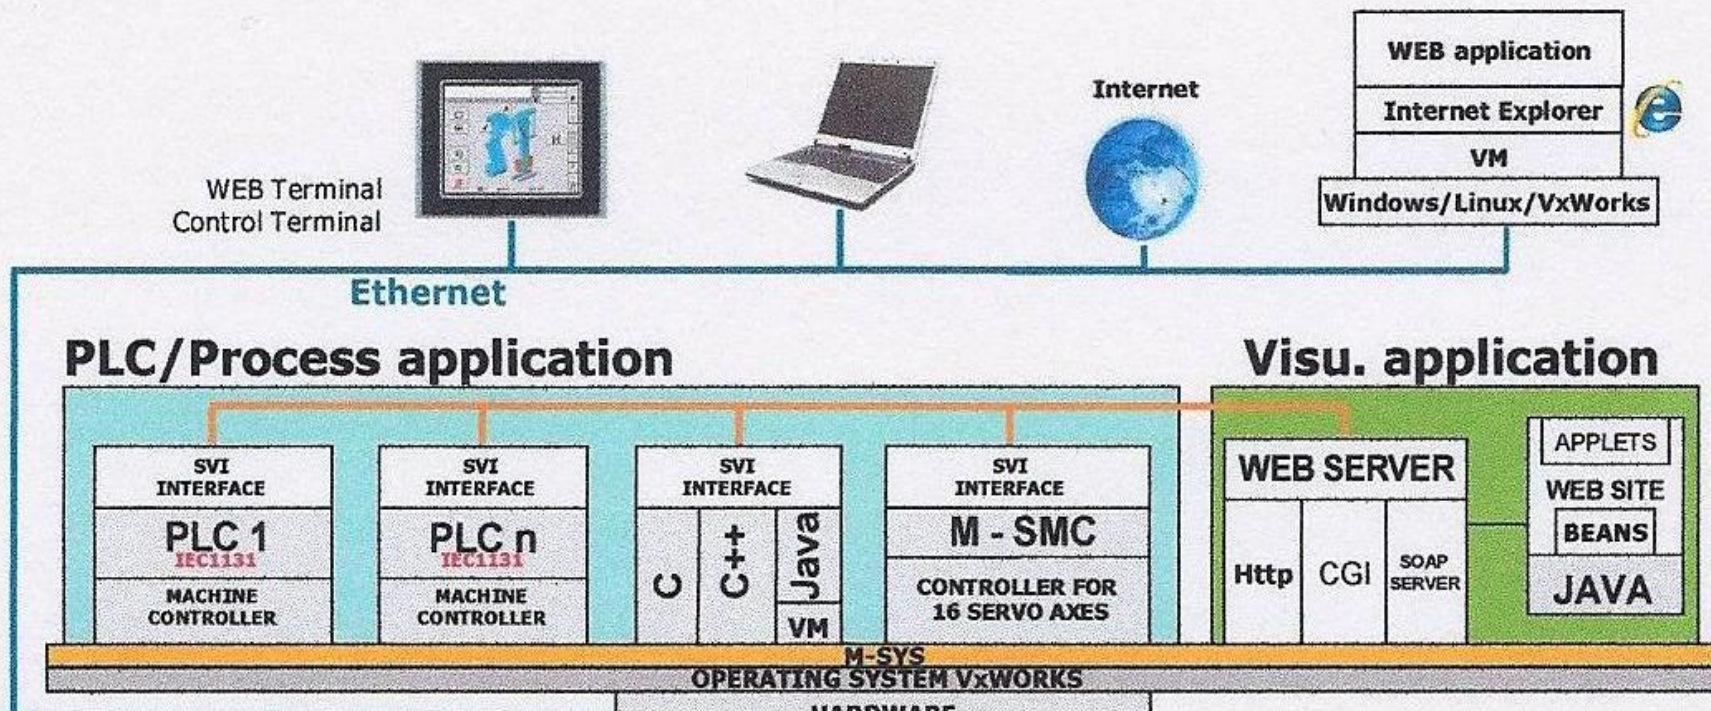 WEB application
Internet Explorer
VM
Windows/Linux/VxWorks
Internet
WEB Terminal
Control Terminal
Ethernet
PLC/Process application
Visu. application
SVI
INTERFACE
PLC 1
IEC1131
MACHINE
CONTROLLER
SVI
INTERFACE
PLC n
IEC1131
MACHINE
CONTROLLER
SVI
INTERFACE
C
C++
Java
VM
SVI
INTERFACE
M - SMC
CONTROLLER FOR
16 SERVO AXES
WEB SERVER
Http
CGI
SOAP
SERVER
APPLETS
WEB SITE
BEANS
JAVA
M-SYS
OPERATING SYSTEM VxWORKS
HARDWARE